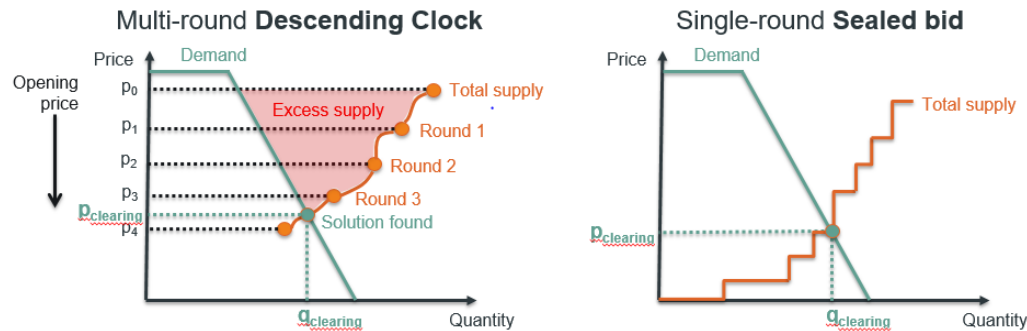 Multi-round Descending Clock
Price
Demand
Opening
price
p0
Total supply
Excess supply
p1
Round 1
p2
Round 2
p3
Round 3
pclearing
Solution found
p4
qclearing
Quantity
Single-round Sealed bid
Price
Demand
Total supply
pclearing
qclearing
Quantity